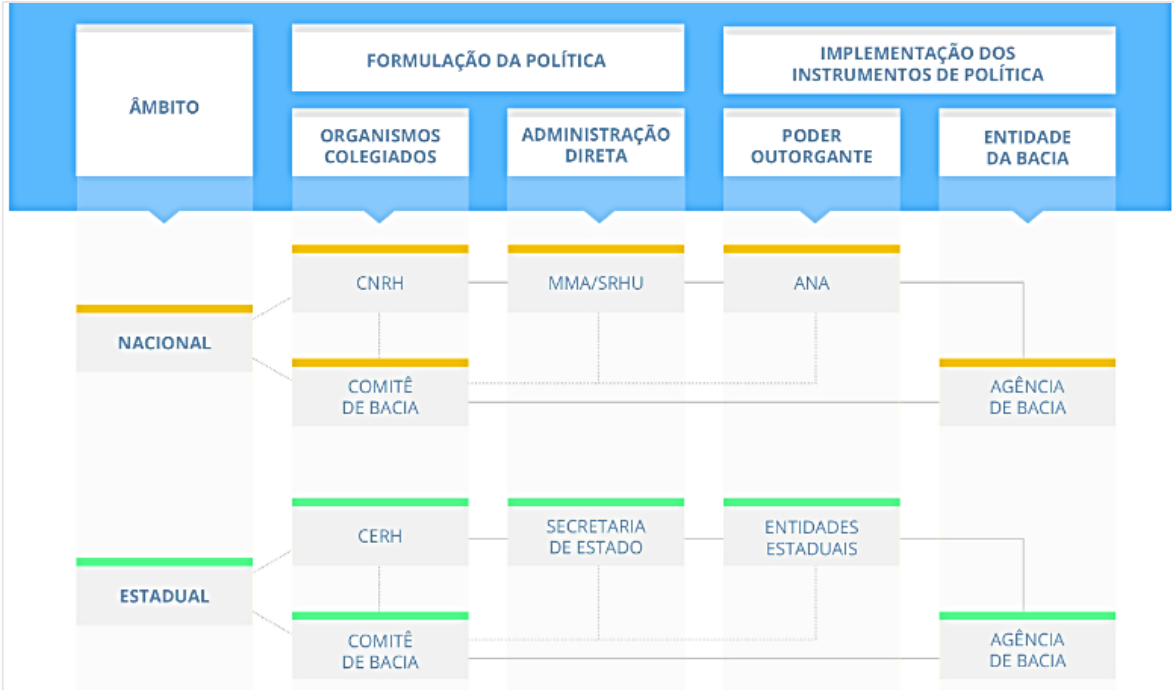 ÂMBITO
FORMULAÇÃO DA POLÍTICA
IMPLEMENTAÇÃO DOS
INSTRUMENTOS DE POLÍTICA
ORGANISMOS
COLEGIADOS
ADMINISTRAÇÃO
DIRETA
PODER
OUTORGANTE
ENTIDADE
DA BACIA
NACIONAL
CNRH
MMA/SRHU
ANA
COMITÊ
DE BACIA
AGÊNCIA
DE BACIA
ESTADUAL
CERH
SECRETARIA
DE ESTADO
ENTIDADES
ESTADUAIS
COMITÊ
DE BACIA
AGÊNCIA
DE BACIA